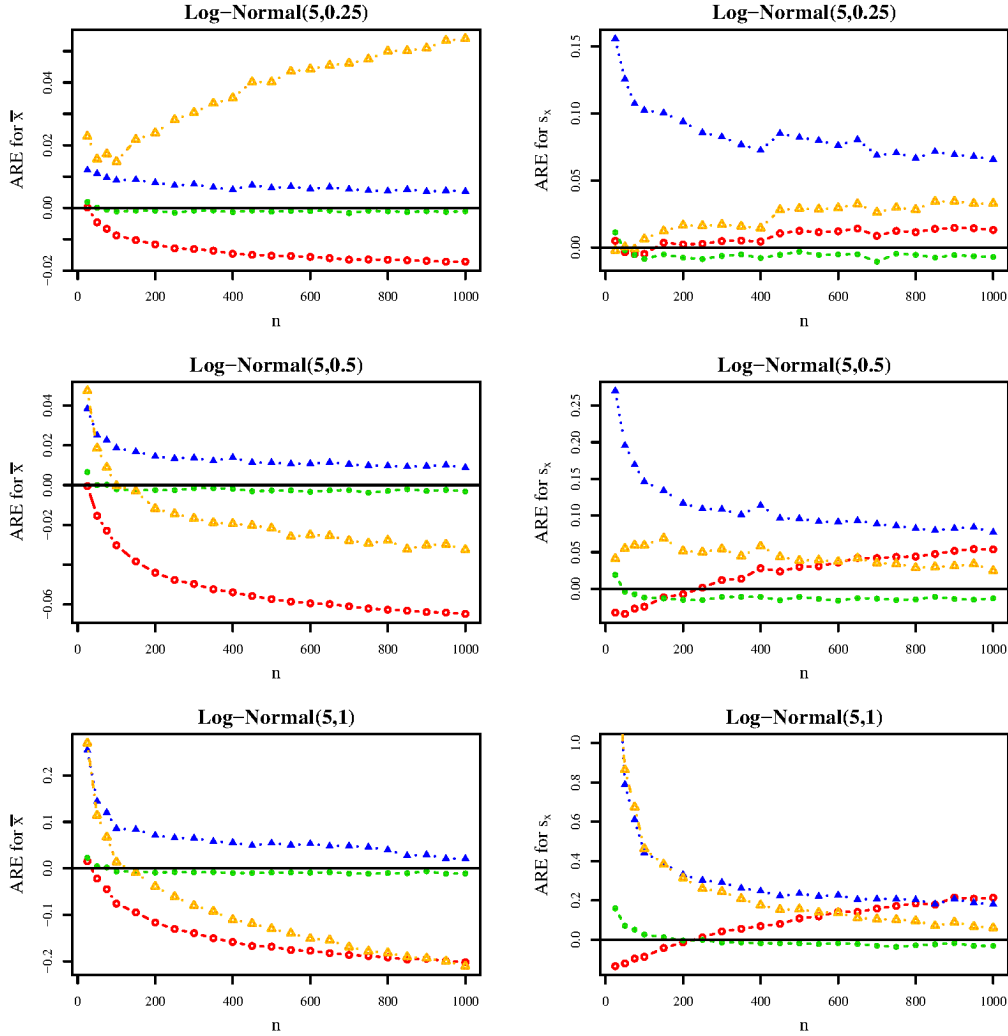 Log−Normal(5,0.25)
ARE for x̅
0.04
0.02
0.00
−0.02
0 200 400 600 800 1000
n
Log−Normal(5,0.25)
ARE for sₓ
0.15
0.10
0.05
0.00
0 200 400 600 800 1000
n
Log−Normal(5,0.5)
ARE for x̅
0.04
0.02
0.00
−0.02
−0.06
0 200 400 600 800 1000
n
Log−Normal(5,0.5)
ARE for sₓ
0.25
0.20
0.15
0.10
0.05
0.00
0 200 400 600 800 1000
n
Log−Normal(5,1)
ARE for x̅
0.2
0.1
0.0
−0.1
−0.2
0 200 400 600 800 1000
n
Log−Normal(5,1)
ARE for sₓ
1.0
0.8
0.6
0.4
0.2
0.0
0 200 400 600 800 1000
n